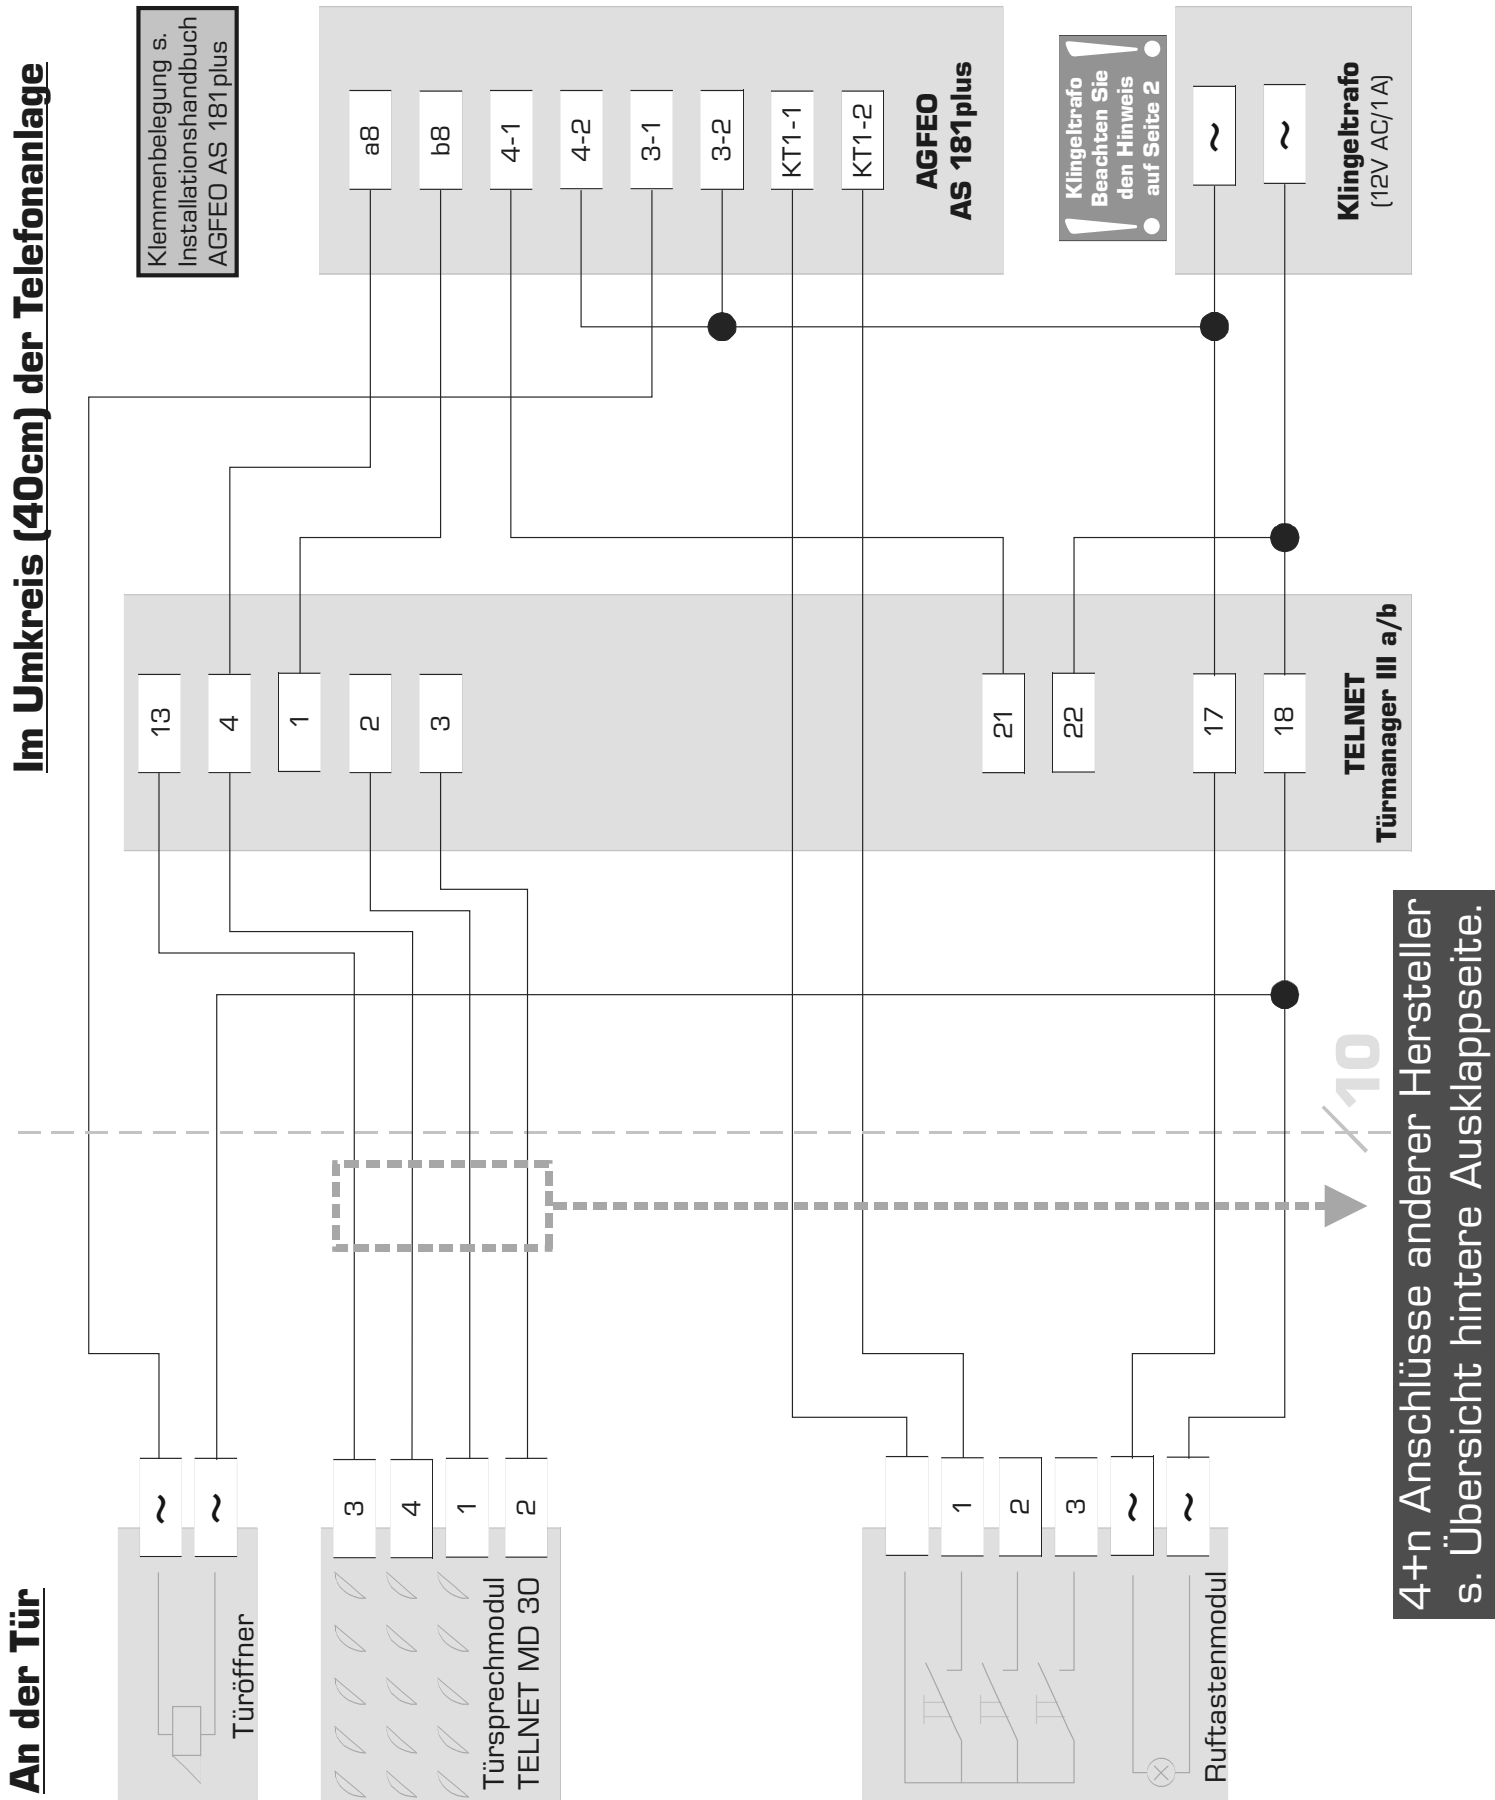 An der Tür
Im Umkreis (40cm) der Telefonanlage
Klemmenbelegung s.
Installationshandbuch
AGFEO AS 181plus
~
~
Türöffner
3
4
1
2
Türsprechmodul
TELNET MD 30
1
2
3
~
~
Ruftastenmodul
13
4
1
2
3
21
22
17
18
TELNET
Türmanager III a/b
a8
b8
4-1
4-2
3-1
3-2
KT1-1
KT1-2
AGFEO
AS 181plus
Klingeltrafo
Beachten Sie
den Hinweis
auf Seite 2
! !
~
~
Klingeltrafo
(12V AC/1A)
10
4+n Anschlüsse anderer Hersteller
s. Übersicht hintere Ausklappseite.